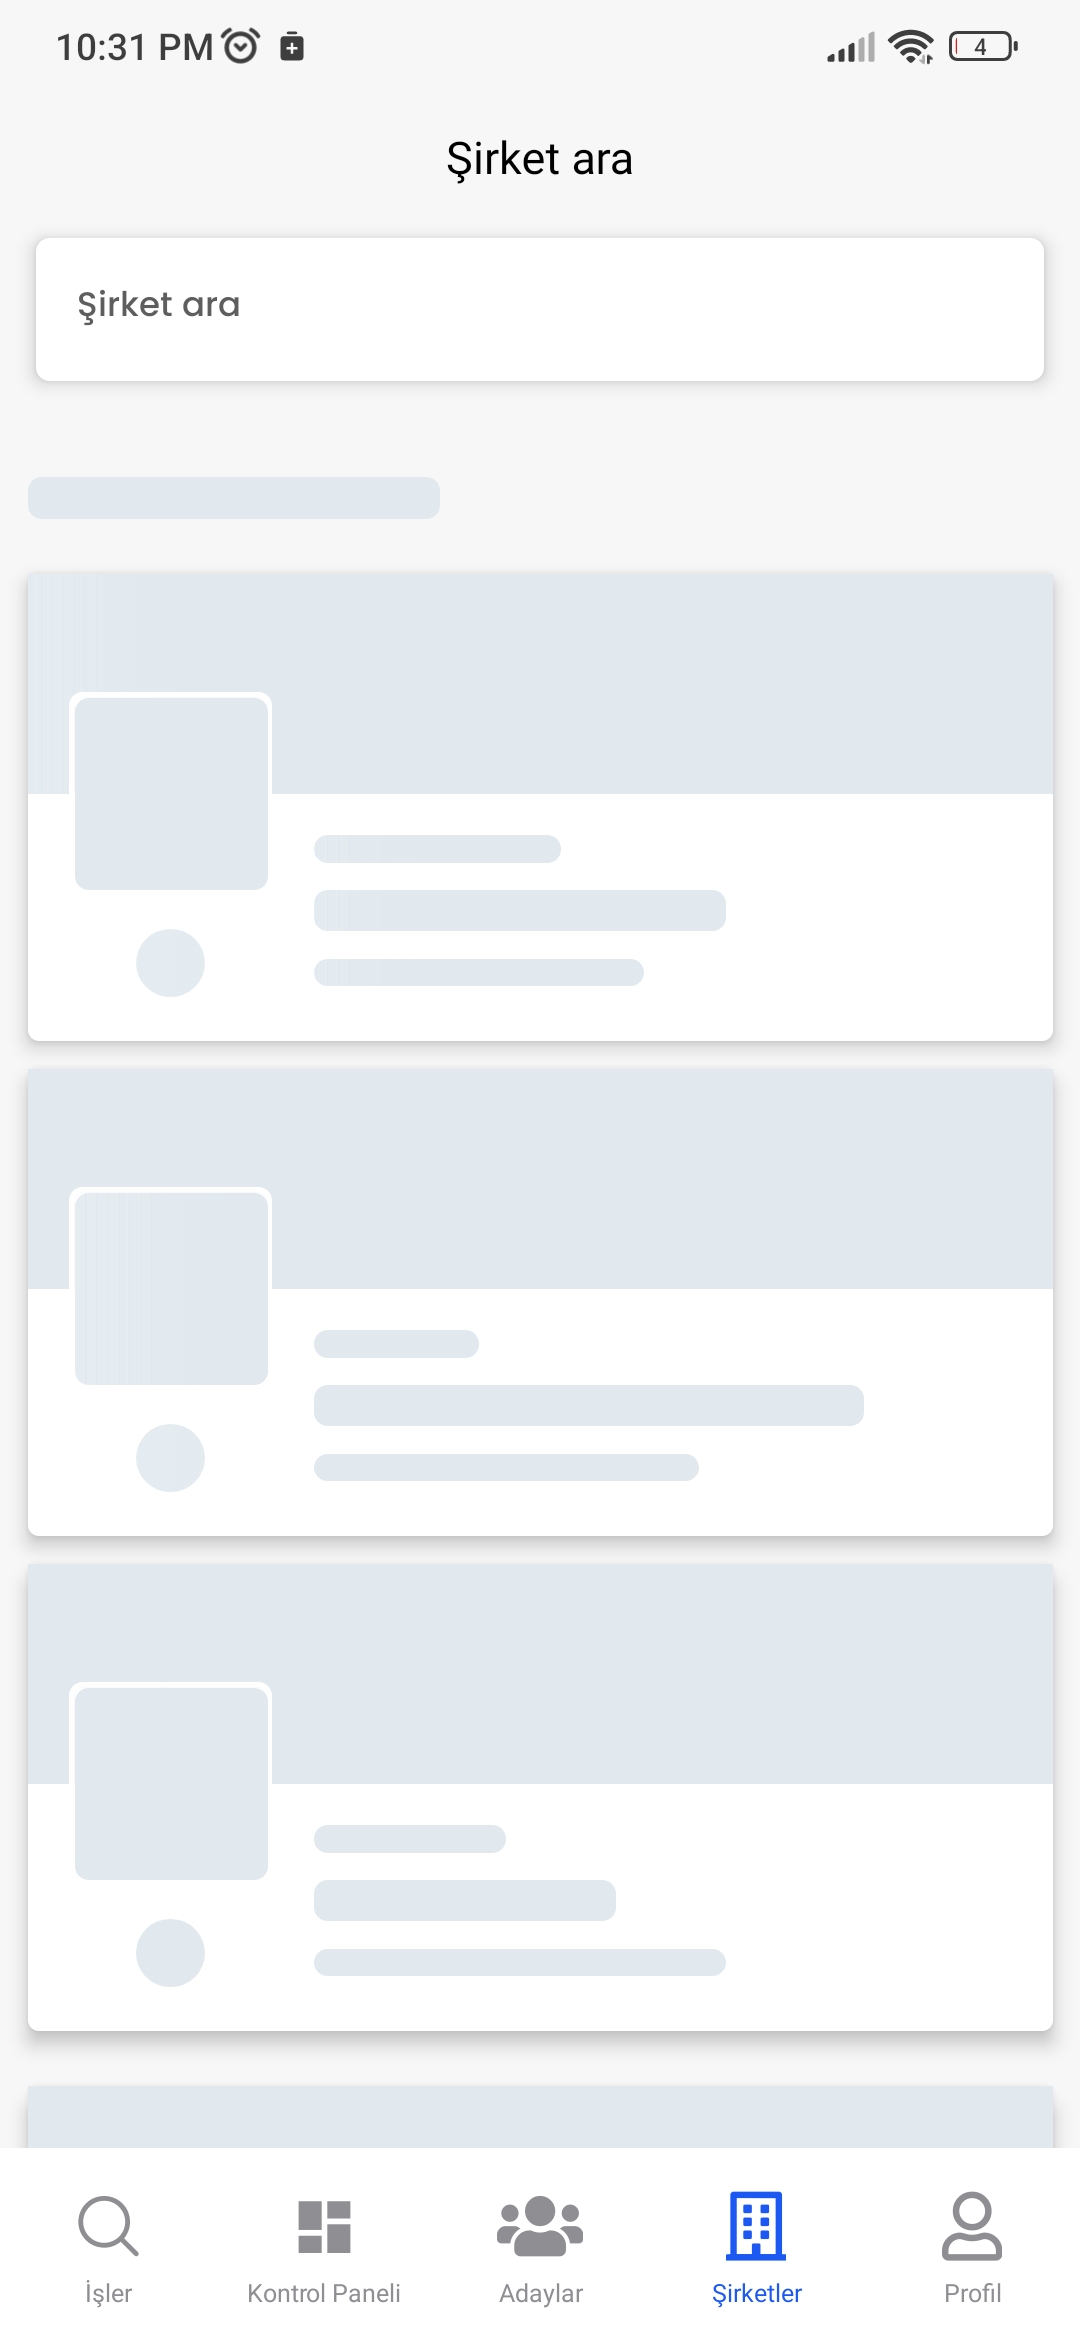 10:31 PM
4
Şirket ara
Şirket ara
İşler
Kontrol Paneli
Adaylar
Şirketler
Profil